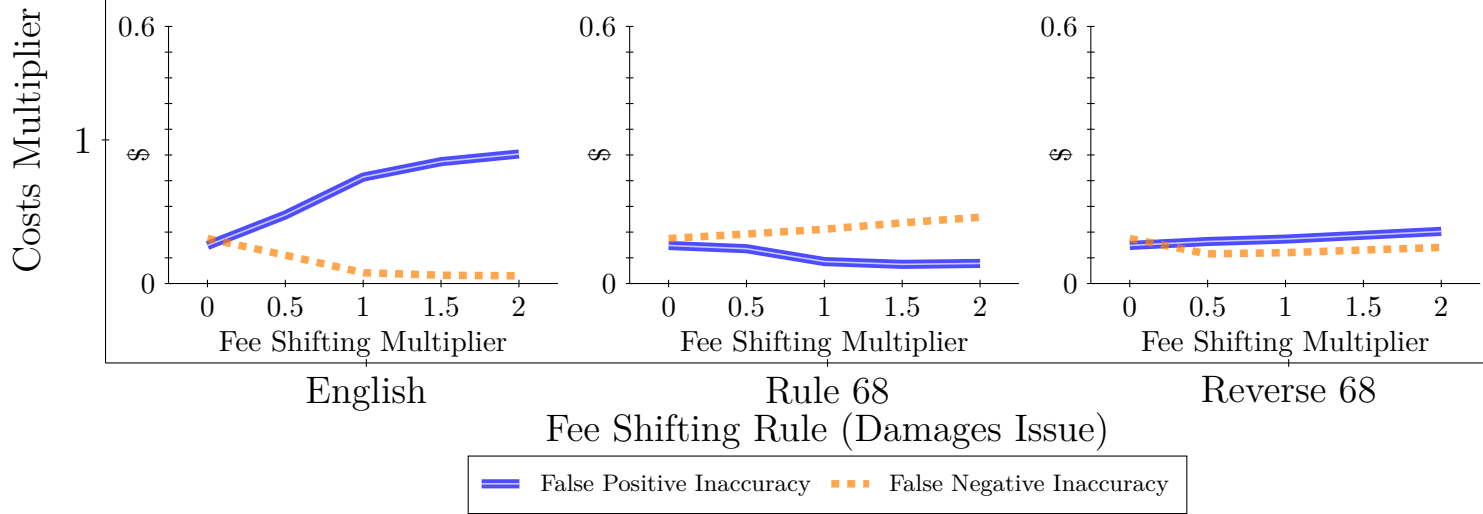 Costs Multiplier
1
0.6
$
0
0 0.5 1 1.5 2
Fee Shifting Multiplier
0.6
$
0
0 0.5 1 1.5 2
Fee Shifting Multiplier
0.6
$
0
0 0.5 1 1.5 2
Fee Shifting Multiplier
English Rule 68 Reverse 68
Fee Shifting Rule (Damages Issue)
False Positive Inaccuracy False Negative Inaccuracy